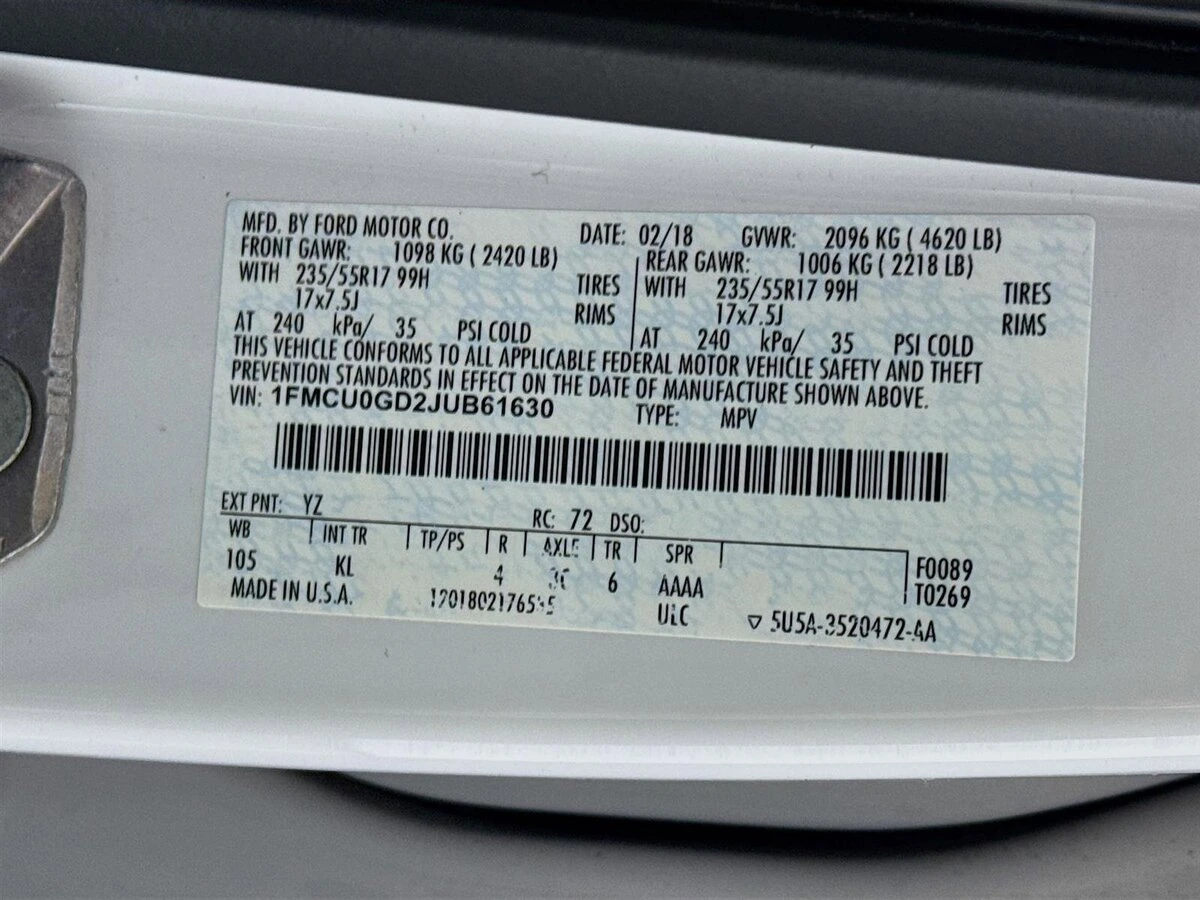 MFD. BY FORD MOTOR CO. DATE: 02/18 GVWR: 2096 KG ( 4620 LB)
FRONT GAWR: 1098 KG ( 2420 LB) REAR GAWR: 1006 KG ( 2218 LB)
WITH 235/55R17 99H TIRES WITH 235/55R17 99H TIRES
17x7.5J RIMS 17x7.5J RIMS
AT 240 kPa/ 35 PSI COLD AT 240 kPa/ 35 PSI COLD
THIS VEHICLE CONFORMS TO ALL APPLICABLE FEDERAL MOTOR VEHICLE SAFETY AND THEFT
PREVENTION STANDARDS IN EFFECT ON THE DATE OF MANUFACTURE SHOWN ABOVE.
VIN: 1FMCU0GD2JUB61630 TYPE: MPV
EXT PNT: YZ RC: 72 DSO:
WB INT TR TP/PS R AXLE TR SPR F0089
105 KL 4 6 AAAA T0269
MADE IN U.S.A. ▽ 5U5A-3520472-AA